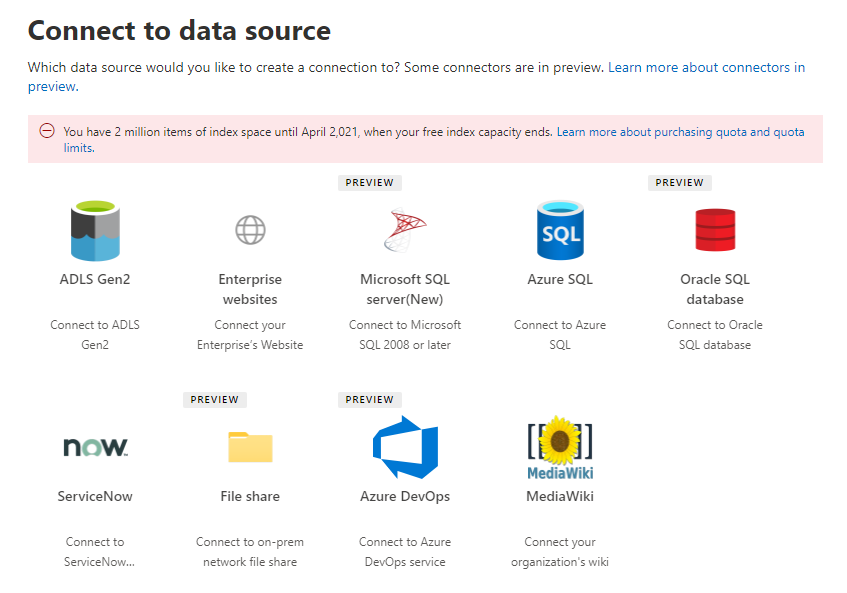 Connect to data source
Which data source would you like to create a connection to? Some connectors are in preview. Learn more about connectors in
preview.
You have 2 million items of index space until April 2,021, when your free index capacity ends. Learn more about purchasing quota and quota
limits.
ADLS Gen2
Connect to ADLS
Gen2
Enterprise
websites
Connect your
Enterprise's Website
PREVIEW
Microsoft SQL
server(New)
Connect to Microsoft
SQL 2008 or later
SQL
Azure SQL
Connect to Azure
SQL
PREVIEW
Oracle SQL
database
Connect to Oracle
SQL database
now.
ServiceNow
Connect to
ServiceNow...
PREVIEW
File share
Connect to on-prem
network file share
PREVIEW
Azure DevOps
Connect to Azure
DevOps service
[[ ]]
MediaWiki
MediaWiki
Connect your
organization's wiki